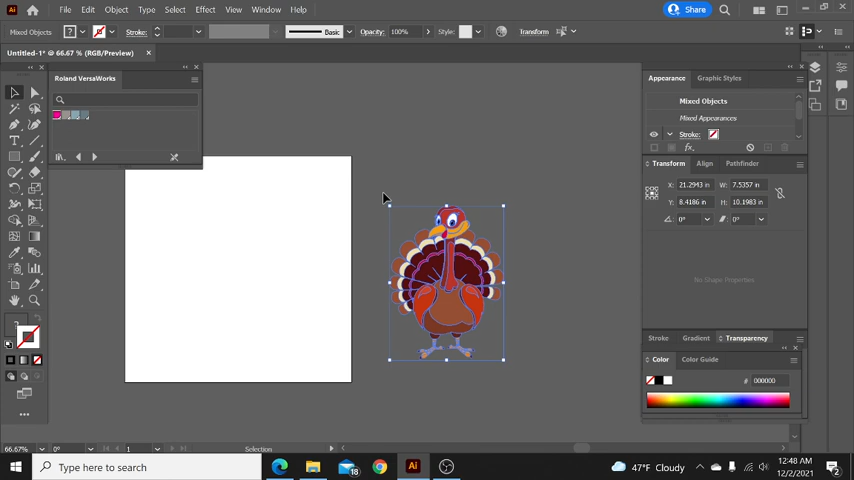 Ai File Edit Object Type Select Effect View Window Help Share
Mixed Objects ? Stroke: Basic Opacity: 100% Style: Transform
Untitled-1* @ 66.67 % (RGB/Preview) ×
Roland VersaWorks
Appearance Graphic Styles
Mixed Objects
Mixed Appearances
Stroke:
fx
Transform Align Pathfinder
X: 21.2943 in W: 7.5357 in
Y: 8.4186 in H: 10.1983 in
0° 0°
No Shape Properties
Stroke Gradient Transparency
Color Color Guide
# 000000
66.67% 0° 1 Selection
Type here to search
18
Ai
47°F Cloudy
12:48 AM
12/2/2021
2